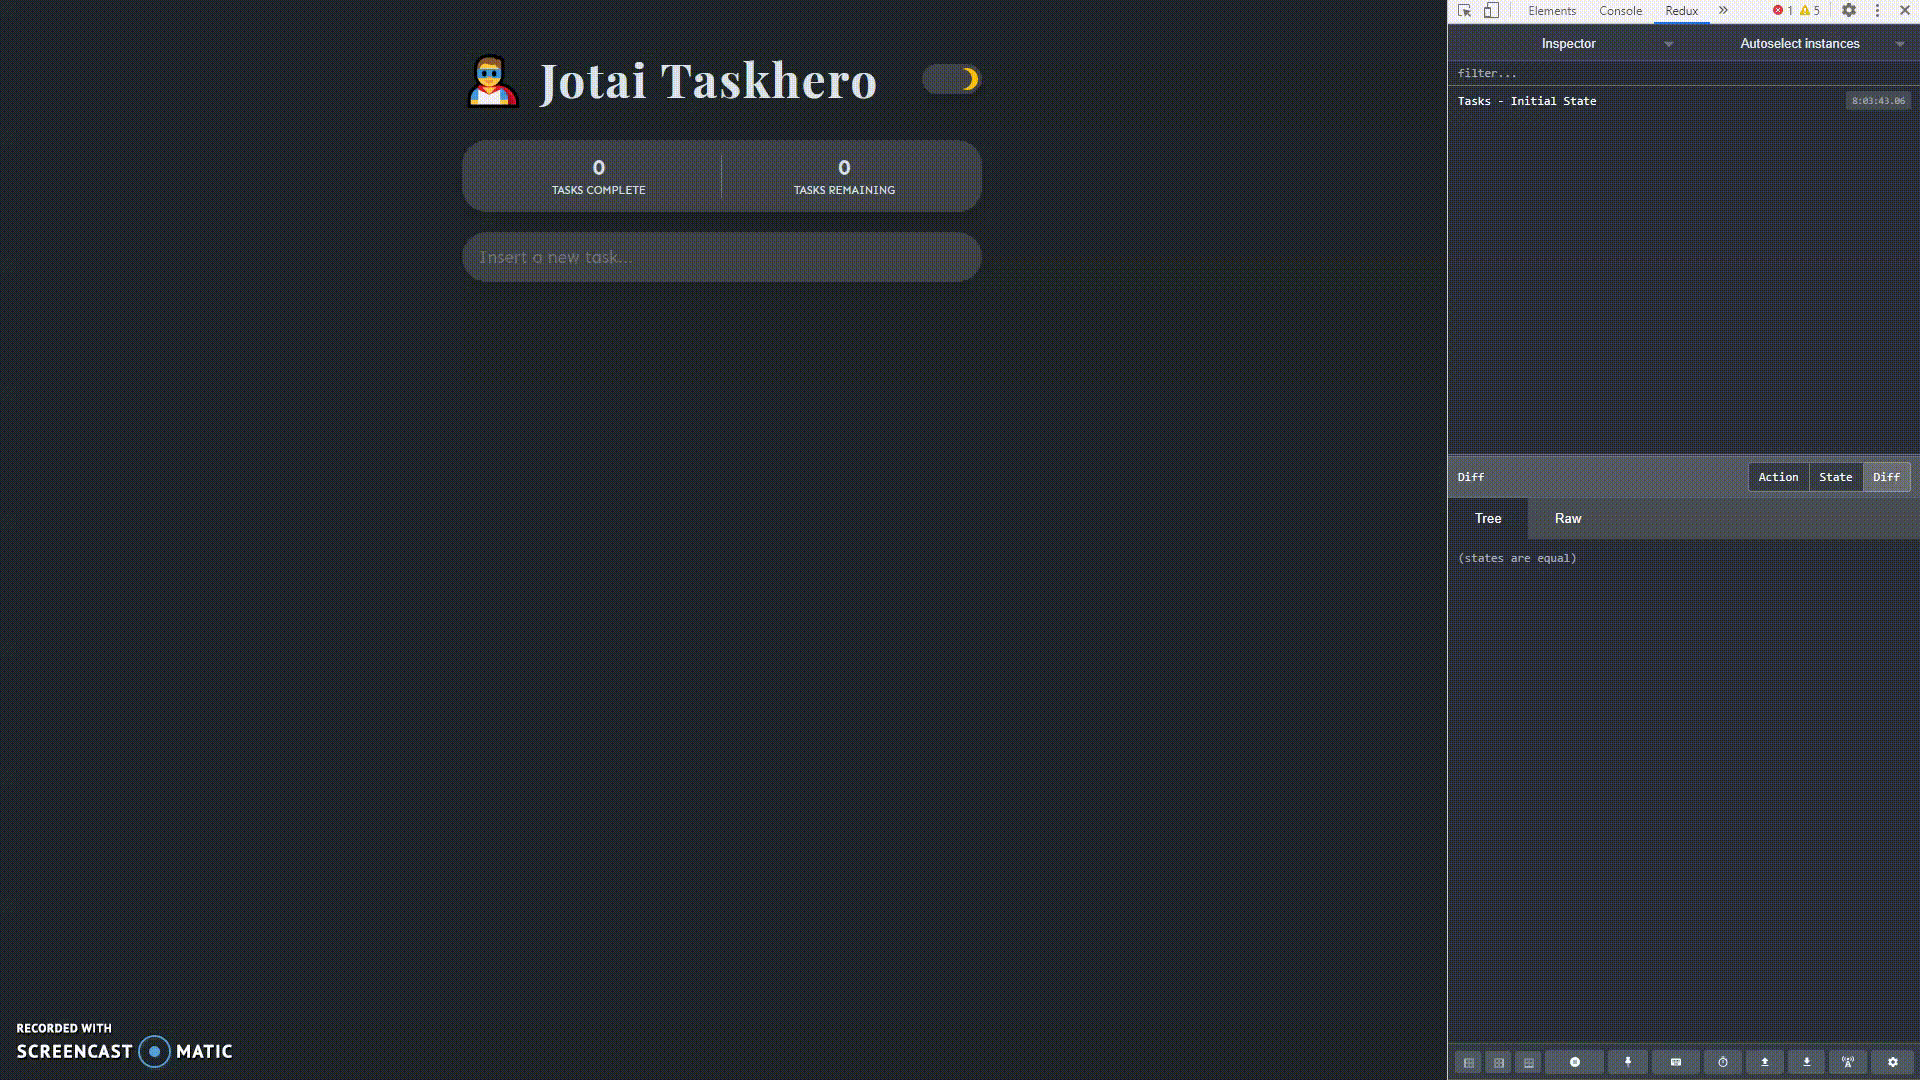 Jotai Taskhero
0
TASKS COMPLETE
0
TASKS REMAINING
Insert a new task...
RECORDED WITH
SCREENCAST MATIC
Elements Console Redux » 1 5
Inspector Autoselect instances
filter...
Tasks - Initial State 8:03:43.06
Diff Action State Diff
Tree Raw
(states are equal)